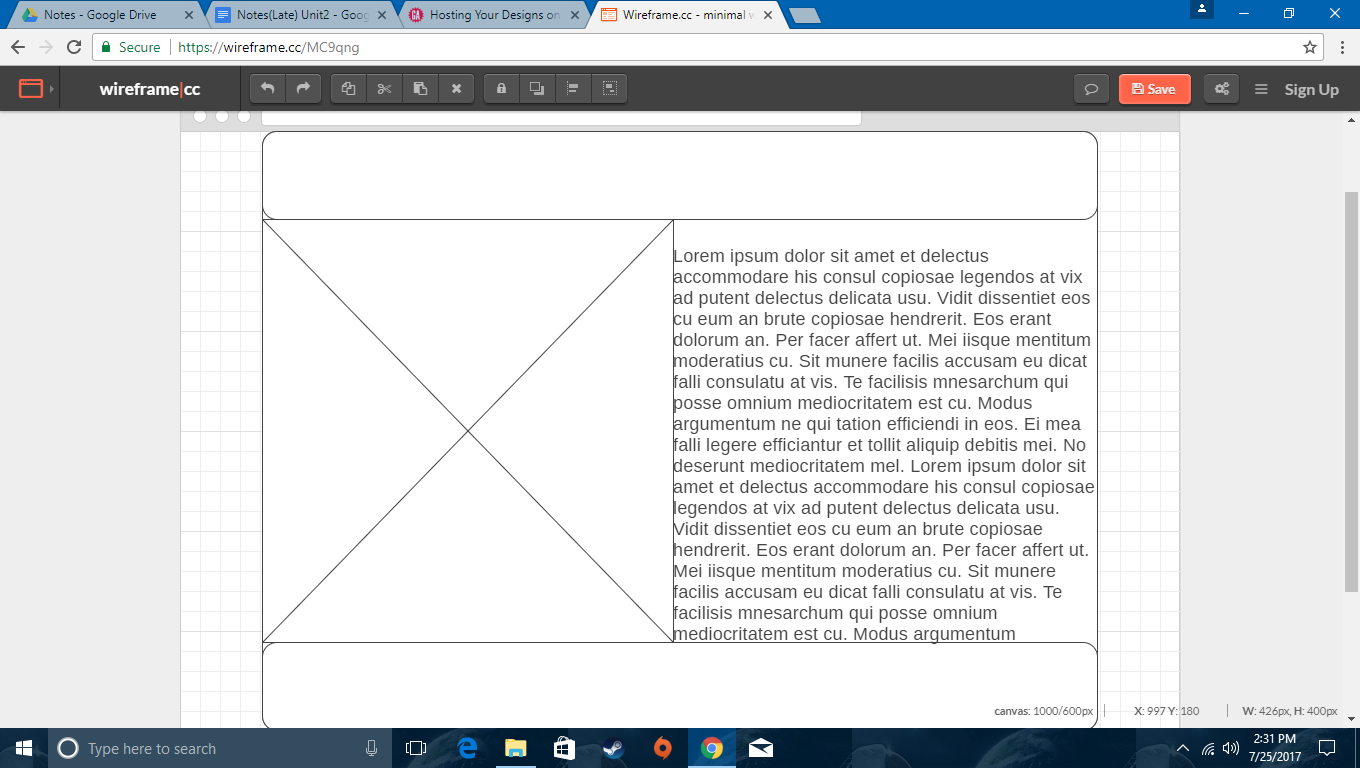 Notes - Google Drive
Notes(Late) Unit2 - Goog
Hosting Your Designs on
Wireframe.cc - minimal w
Secure
https://wireframe.cc/MC9qng
wireframe|cc
Save
Sign Up
Lorem ipsum dolor sit amet et delectus
accommodare his consul copiosae legendos at vix
ad putent delectus delicata usu. Vidit dissentiet eos
cu eum an brute copiosae hendrerit. Eos erant
dolorum an. Per facer affert ut. Mei iisque mentitum
moderatius cu. Sit munere facilis accusam eu dicat
falli consulatu at vis. Te facilisis mnesarchum qui
posse omnium mediocritatem est cu. Modus
argumentum ne qui tation efficiendi in eos. Ei mea
falli legere efficiantur et tollit aliquip debitis mei. No
deserunt mediocritatem mel. Lorem ipsum dolor sit
amet et delectus accommodare his consul copiosae
legendos at vix ad putent delectus delicata usu.
Vidit dissentiet eos cu eum an brute copiosae
hendrerit. Eos erant dolorum an. Per facer affert ut.
Mei iisque mentitum moderatius cu. Sit munere
facilis accusam eu dicat falli consulatu at vis. Te
facilisis mnesarchum qui posse omnium
mediocritatem est cu. Modus argumentum
canvas: 1000/600px
X: 997 Y: 180
W: 426px, H: 400px
Type here to search
2:31 PM
7/25/2017